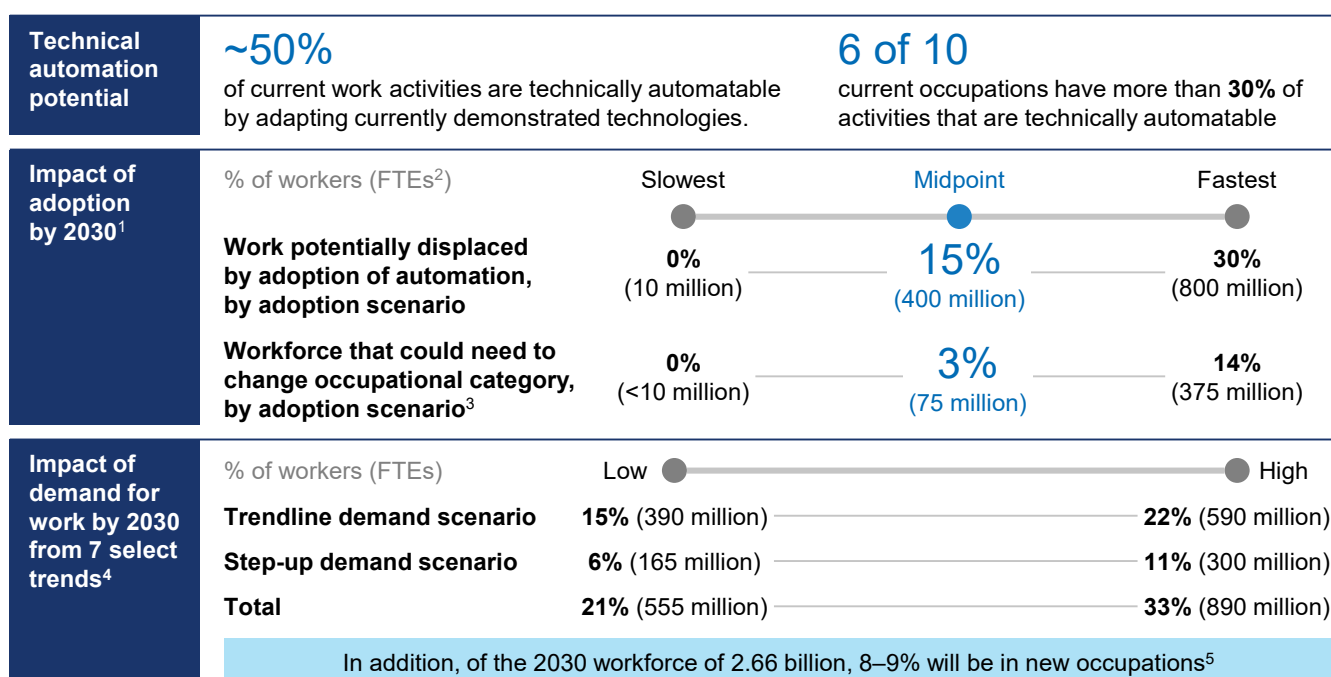 Technical
automation
potential
~50%
of current work activities are technically automatable
by adapting currently demonstrated technologies.
6 of 10
current occupations have more than 30% of
activities that are technically automatable
Impact of
adoption
by 2030¹
% of workers (FTEs²)
Slowest
Midpoint
Fastest
Work potentially displaced
by adoption of automation,
by adoption scenario
0%
(10 million)
15%
(400 million)
30%
(800 million)
Workforce that could need to
change occupational category,
by adoption scenario³
0%
(<10 million)
3%
(75 million)
14%
(375 million)
Impact of
demand for
work by 2030
from 7 select
trends⁴
% of workers (FTEs)
Low
High
Trendline demand scenario
15% (390 million)
22% (590 million)
Step-up demand scenario
6% (165 million)
11% (300 million)
Total
21% (555 million)
33% (890 million)
In addition, of the 2030 workforce of 2.66 billion, 8–9% will be in new occupations⁵